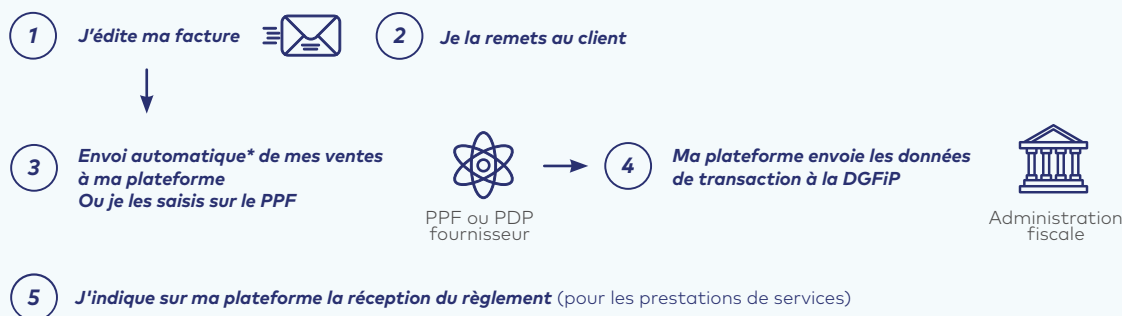 1 J'édite ma facture
2 Je la remets au client
3 Envoi automatique* de mes ventes
à ma plateforme
Ou je les saisis sur le PPF
PPF ou PDP
fournisseur
4 Ma plateforme envoie les données
de transaction à la DGFiP
Administration
fiscale
5 J'indique sur ma plateforme la réception du règlement (pour les prestations de services)